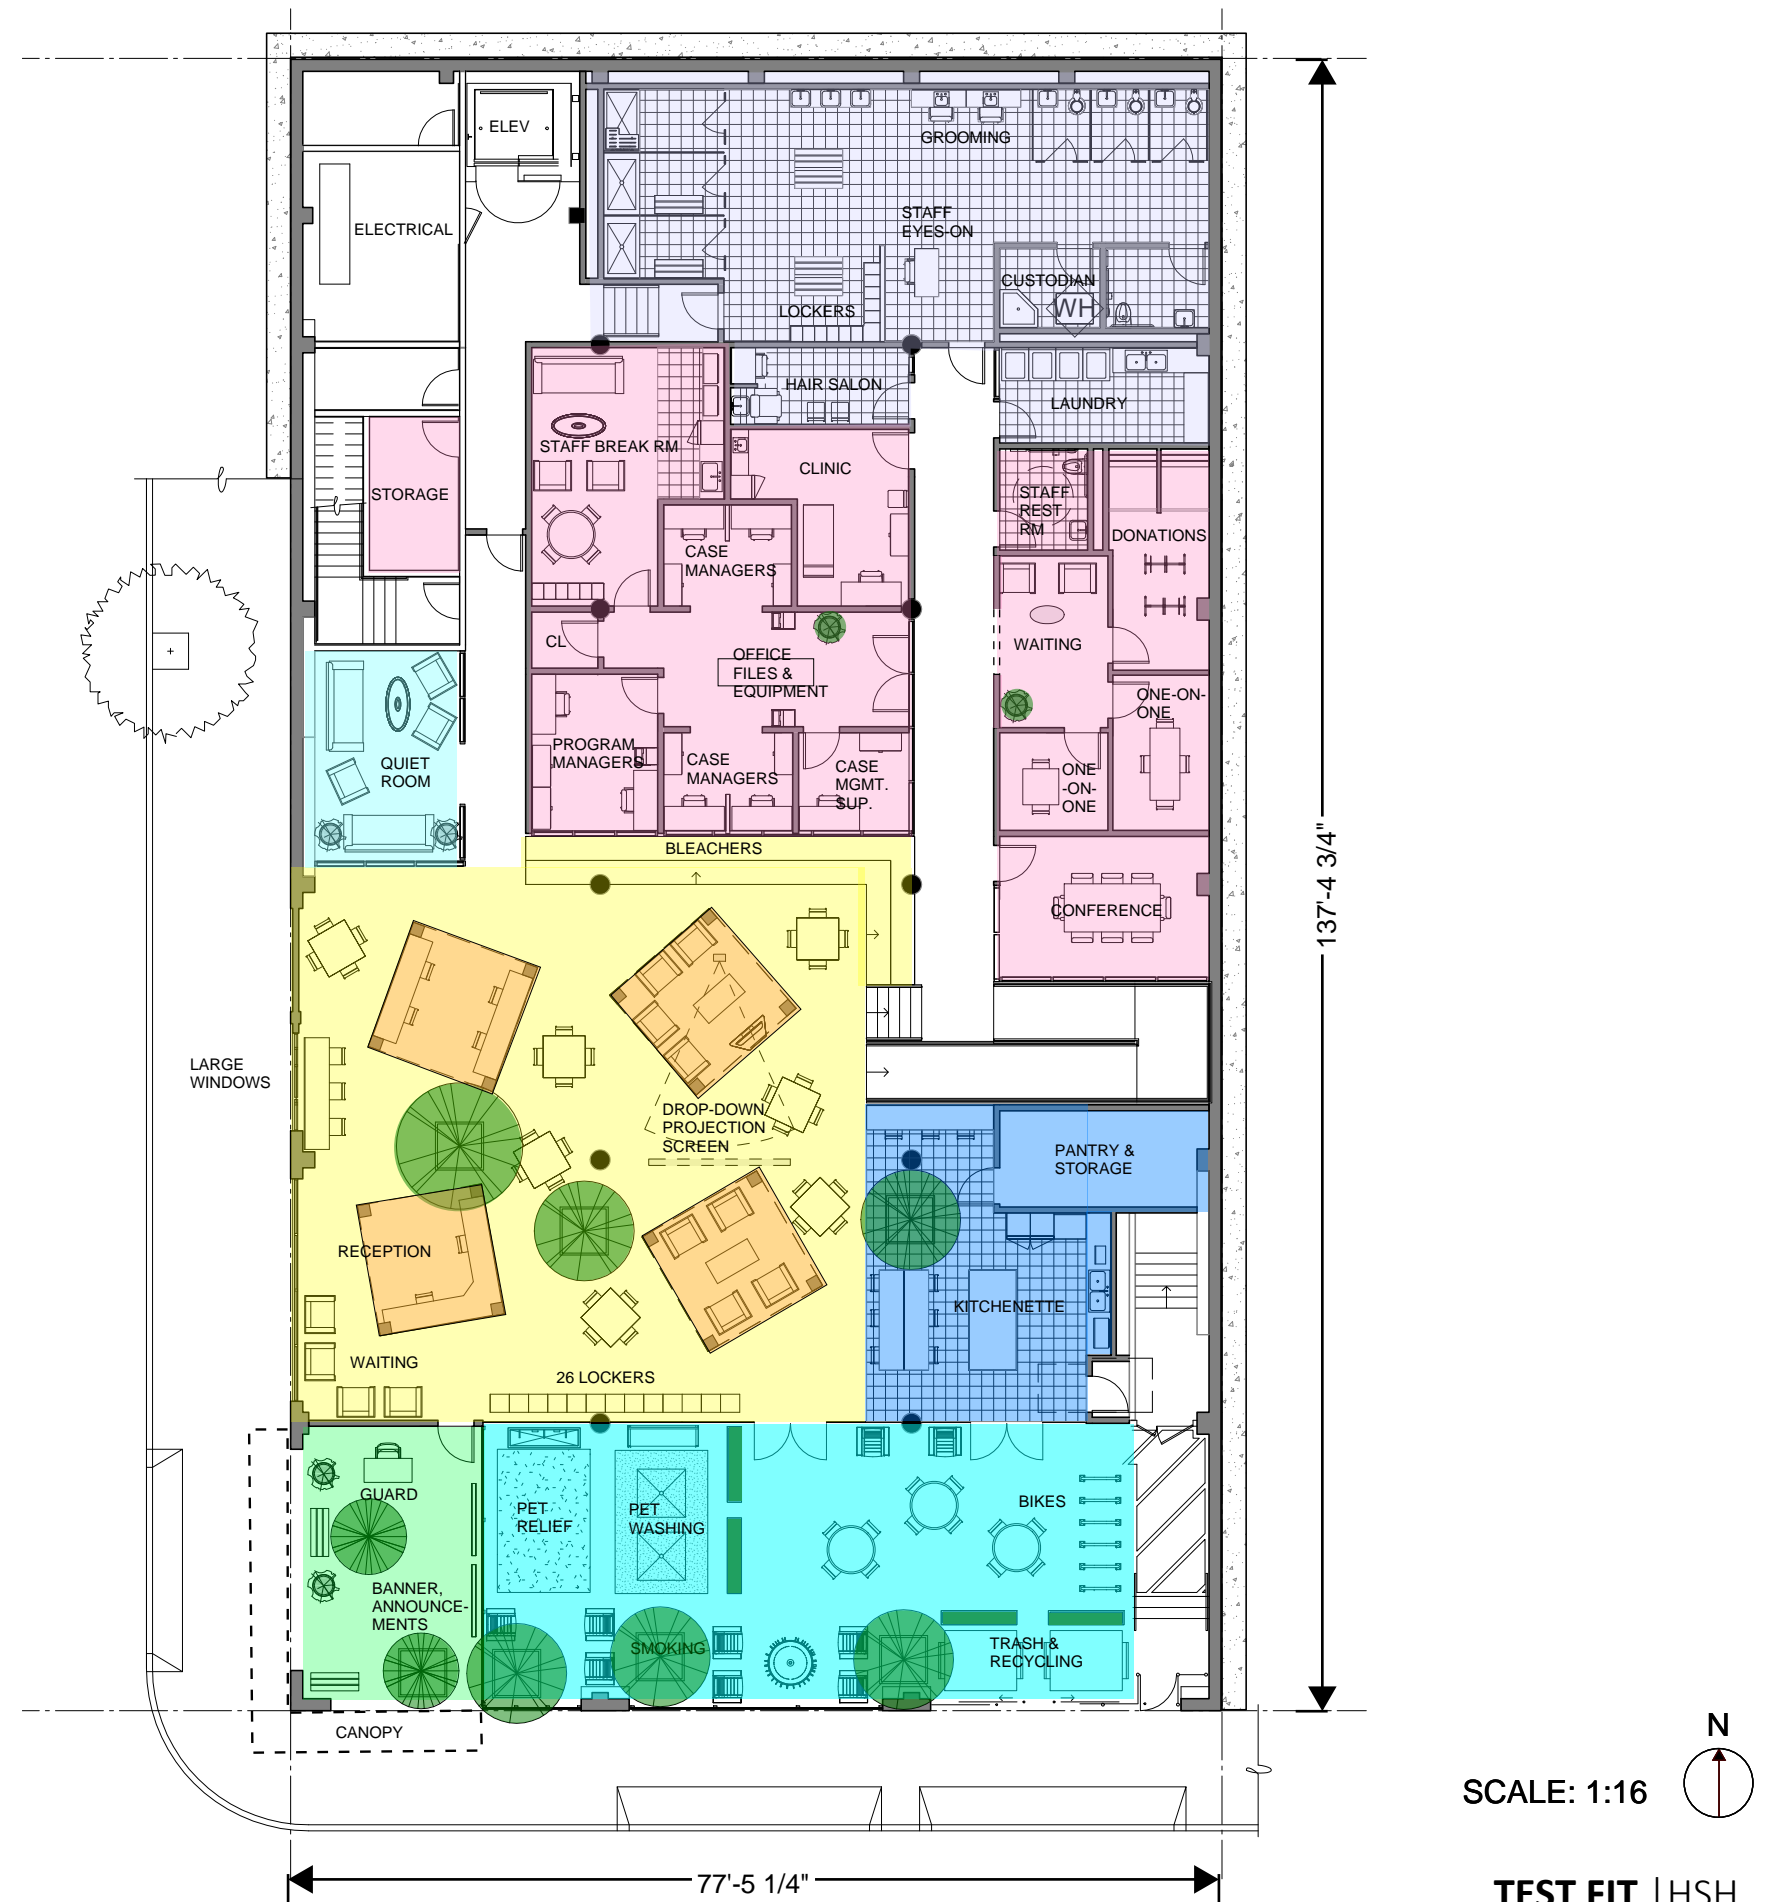 ELEV
GROOMING
ELECTRICAL
STAFF
EYES-ON
CUSTODIAN
WH
LOCKERS
HAIR SALON
LAUNDRY
STAFF BREAK RM
CLINIC
STORAGE
STAFF
REST
RM
DONATIONS
CASE
MANAGERS
CL
OFFICE
FILES &
EQUIPMENT
WAITING
ONE-ON-
ONE
QUIET
ROOM
PROGRAM
MANAGERS
CASE
MANAGERS
CASE
MGMT.
SUP.
ONE
-ON-
ONE
BLEACHERS
CONFERENCE
137'-4 3/4"
LARGE
WINDOWS
DROP-DOWN
PROJECTION
SCREEN
PANTRY &
STORAGE
RECEPTION
KITCHENETTE
WAITING
26 LOCKERS
GUARD
PET
RELIEF
PET
WASHING
BIKES
BANNER,
ANNOUNCE-
MENTS
SMOKING
TRASH &
RECYCLING
CANOPY
N
SCALE: 1:16
77'-5 1/4"
TEST FIT | HSH